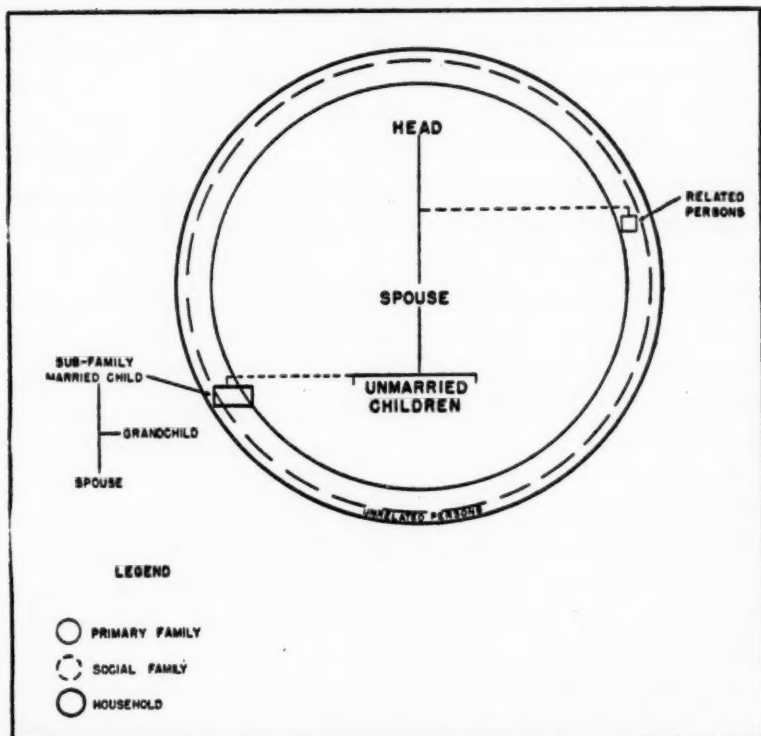 HEAD
RELATED
PERSONS
SPOUSE
SUB-FAMILY
MARRIED CHILD
UNMARRIED
CHILDREN
GRANDCHILD
SPOUSE
UNRELATED PERSONS
LEGEND
PRIMARY FAMILY
SOCIAL FAMILY
HOUSEHOLD